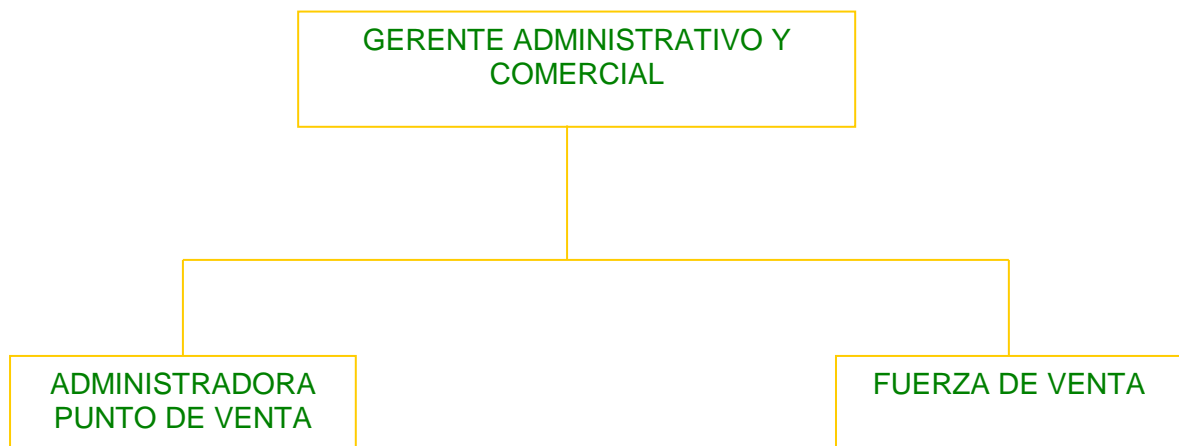 GERENTE ADMINISTRATIVO Y
COMERCIAL
ADMINISTRADORA
PUNTO DE VENTA
FUERZA DE VENTA